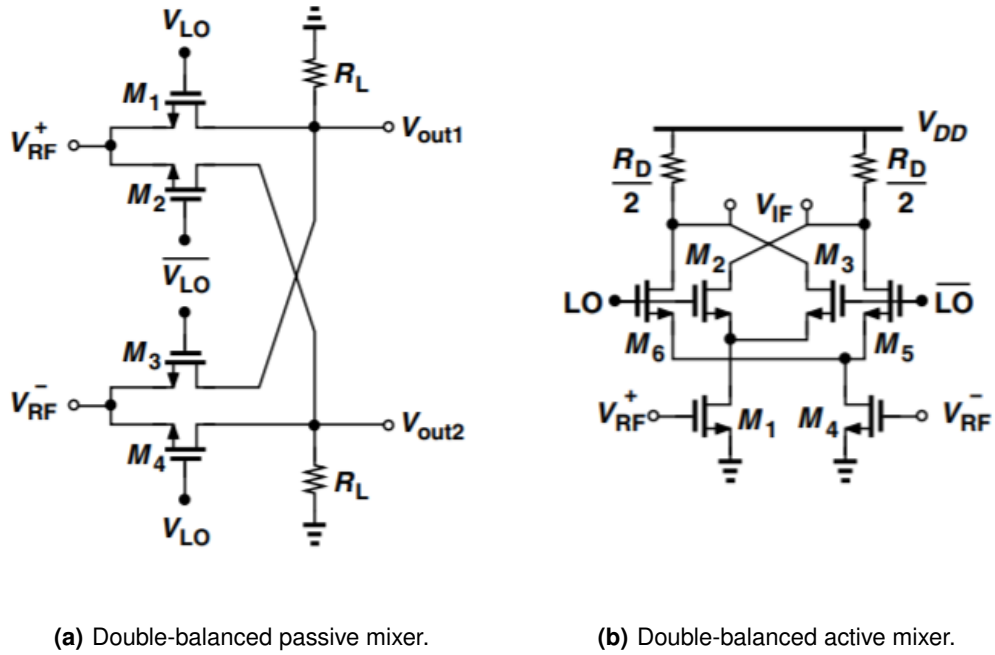 V_LO
M_1
R_L
V_RF^+
V_out1
M_2
\overline{V_LO}
M_3
V_RF^-
V_out2
M_4
R_L
V_LO
(a) Double-balanced passive mixer.
V_DD
R_D/2
R_D/2
V_IF
M_2 M_3
LO \overline{LO}
M_6 M_5
V_RF^+ M_1 M_4 V_RF^-
(b) Double-balanced active mixer.